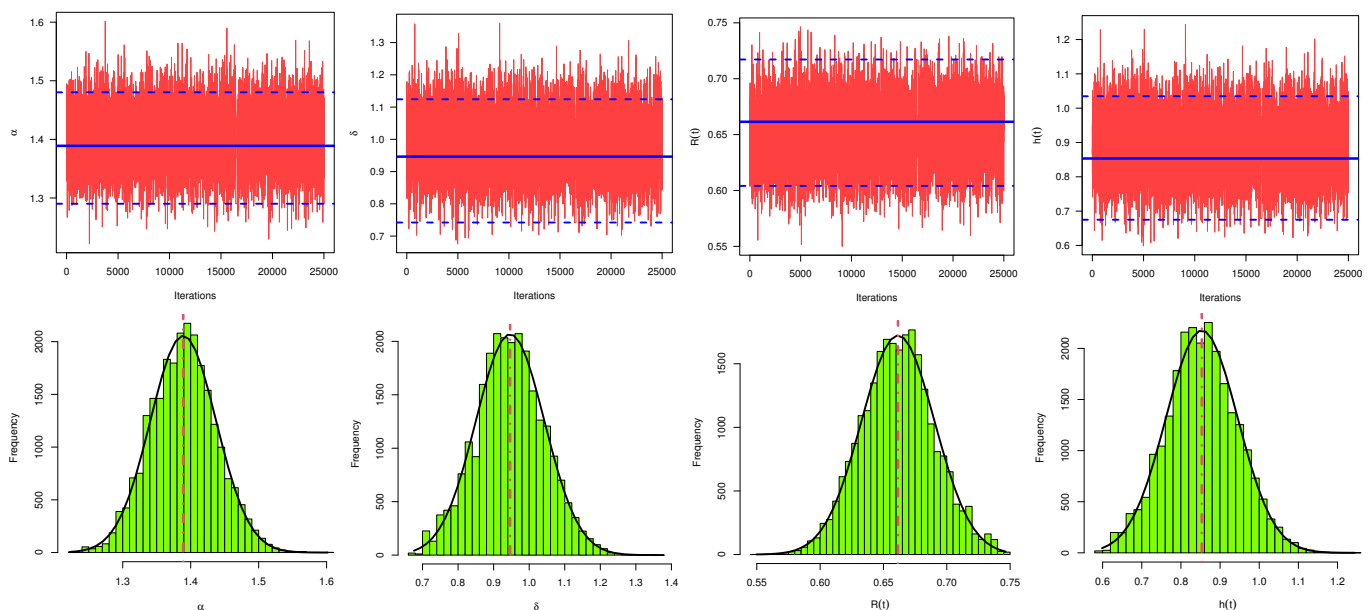 1.6
1.5
1.4
1.3
α
0 5000 10000 15000 20000 25000
Iterations
1.3
1.2
1.1
1.0
0.9
0.8
0.7
δ
0 5000 10000 15000 20000 25000
Iterations
0.75
0.70
0.65
0.60
0.55
R(t)
0 5000 10000 15000 20000 25000
Iterations
1.2
1.1
1.0
0.9
0.8
0.7
0.6
h(t)
0 5000 10000 15000 20000 25000
Iterations
2000
1500
1000
500
0
Frequency
1.3 1.4 1.5 1.6
α
2000
1500
1000
500
0
Frequency
0.7 0.8 0.9 1.0 1.1 1.2 1.3 1.4
δ
1500
1000
500
0
Frequency
0.55 0.60 0.65 0.70 0.75
R(t)
2000
1500
1000
500
0
Frequency
0.6 0.7 0.8 0.9 1.0 1.1 1.2
h(t)